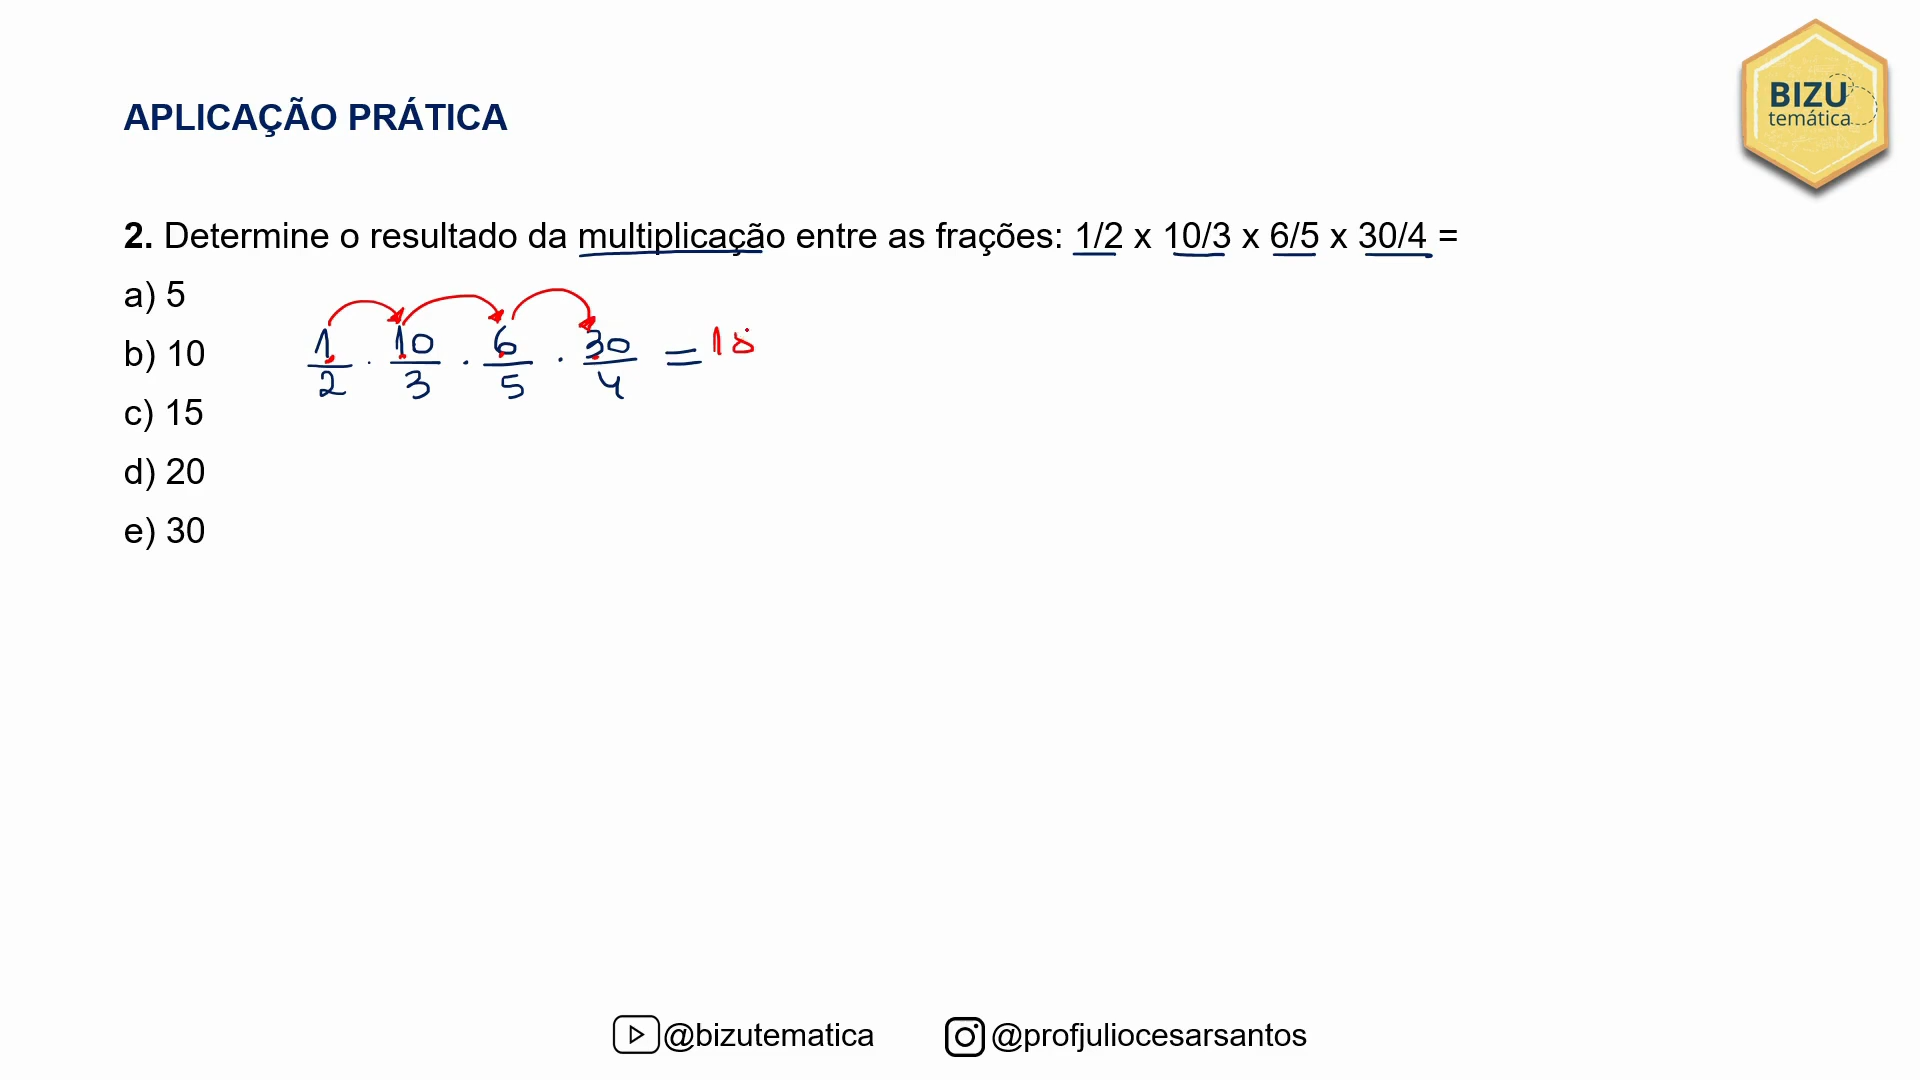 BIZU
temática
APLICAÇÃO PRÁTICA
2. Determine o resultado da multiplicação entre as frações: 1/2 x 10/3 x 6/5 x 30/4 =
a) 5
b) 10
c) 15
d) 20
e) 30
1/2 . 10/3 . 6/5 . 30/4 = 18
@bizutematica @profjuliocesarsantos